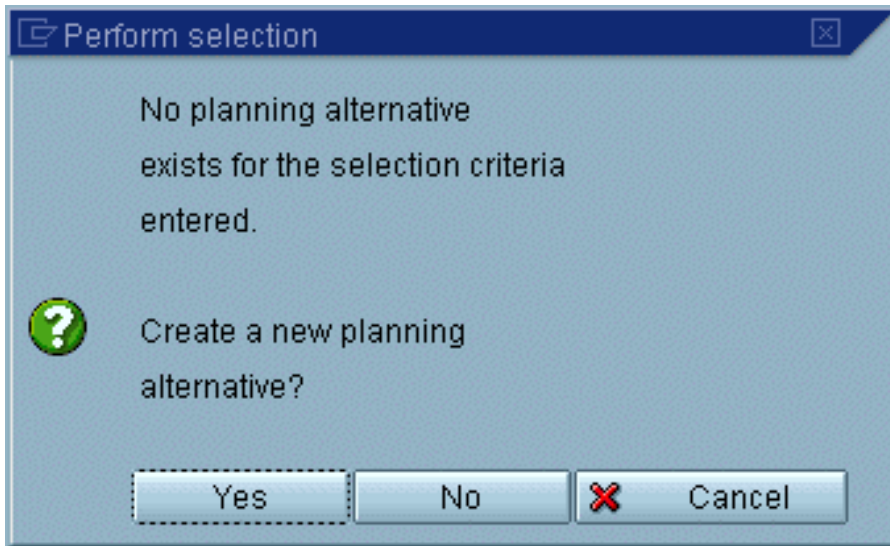 Perform selection
No planning alternative
exists for the selection criteria
entered.
Create a new planning
alternative?
Yes No Cancel